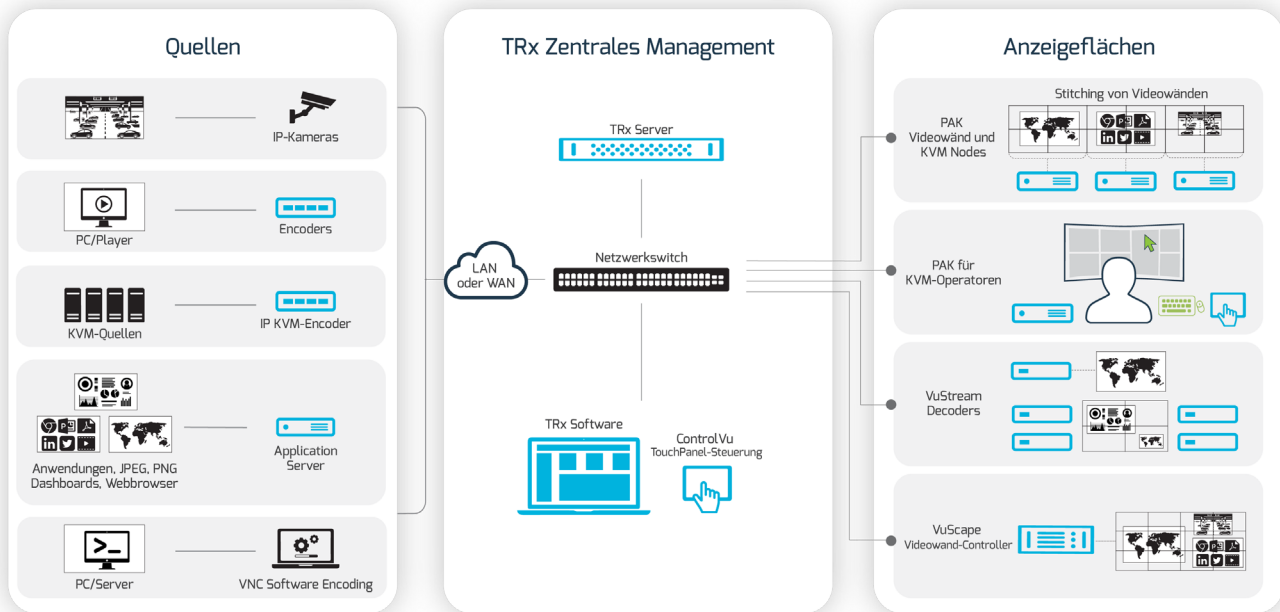 Quellen
IP-Kameras
PC/Player
Encoders
KVM-Quellen
IP KVM-Encoder
Anwendungen, JPEG, PNG
Dashboards, Webbrowser
Application
Server
PC/Server
VNC Software Encoding
LAN
oder WAN
TRx Zentrales Management
TRx Server
Netzwerkswitch
TRx Software
ControlVu
TouchPanel-Steuerung
Anzeigeflächen
Stitching von Videowänden
PAK
Videowänd und
KVM Nodes
PAK für
KVM-Operatoren
VuStream
Decoders
VuScape
Videowand-Controller